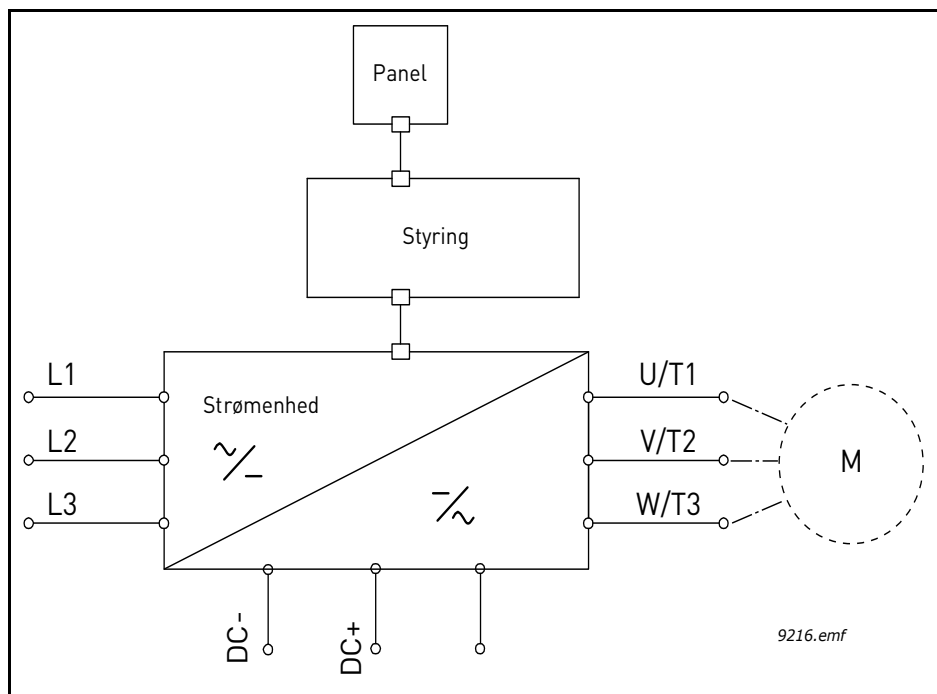 Panel
Styring
Strømenhed
L1
L2
L3
U/T1
V/T2
W/T3
M
DC-
DC+
9216.emf